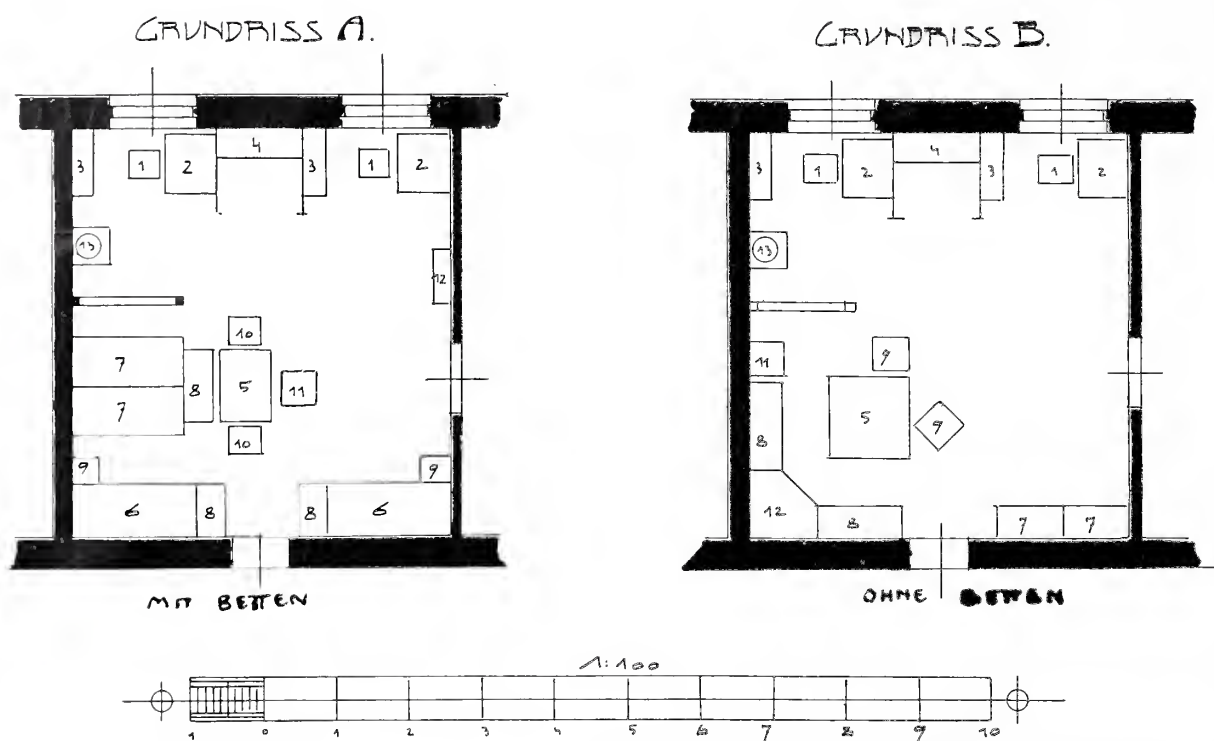 GRUNDRISS A.
3 1 2 4 3 1 2
13
12
10
7 8 5 11
7
10
9 9
6 8 8 6
MIT BETTEN
GRUNDRISS B.
3 1 2 4 3 1 2
13
11 9
5 9
8
12 8 7 7
OHNE BETTEN
1:100
1 0 1 2 3 4 5 6 7 8 9 10